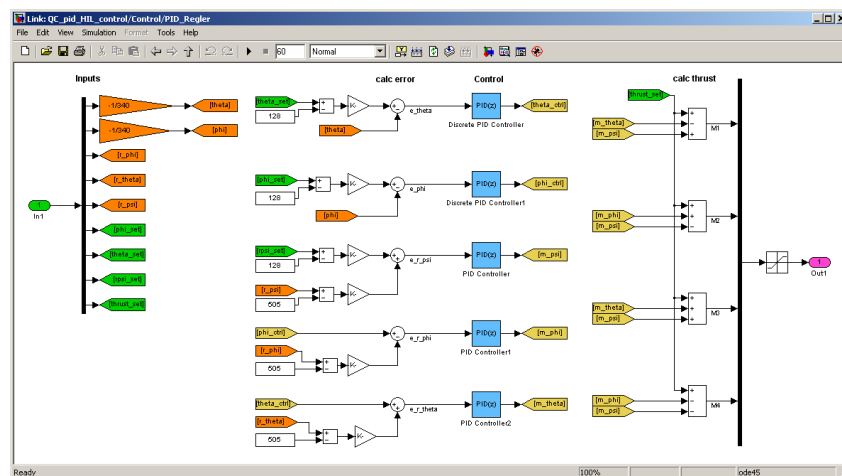 Link: QC_pid_HIL_control/Control/PID_Regler
File Edit View Simulation Format Tools Help
60 Normal
Inputs calc error Control calc thrust
-1/340 [theta]
-1/340 [phi]
[r_phi]
[r_theta]
[r_psi]
[phi_set]
[theta_set]
[rpsi_set]
[thrust_set]
1
In1
[theta_set]
128
K-
[theta]
e_theta
PID(z)
Discrete PID Controller
[theta_ctrl]
[phi_set]
128
K-
[phi]
e_phi
PID(z)
Discrete PID Controller1
[phi_ctrl]
[rpsi_set]
128
K-
e_r_psi
PID(z)
PID Controller
[m_psi]
[r_psi]
505
K-
[phi_ctrl]
[r_phi]
505
K-
e_r_phi
PID(z)
PID Controller1
[m_phi]
[theta_ctrl]
[r_theta]
505
K-
e_r_theta
PID(z)
PID Controller2
[m_theta]
[thrust_set]
[m_theta]
[m_psi]
M1
[m_phi]
[m_psi]
M2
[m_theta]
[m_psi]
M3
[m_phi]
[m_psi]
M4
1
Out1
Ready 100% ode45